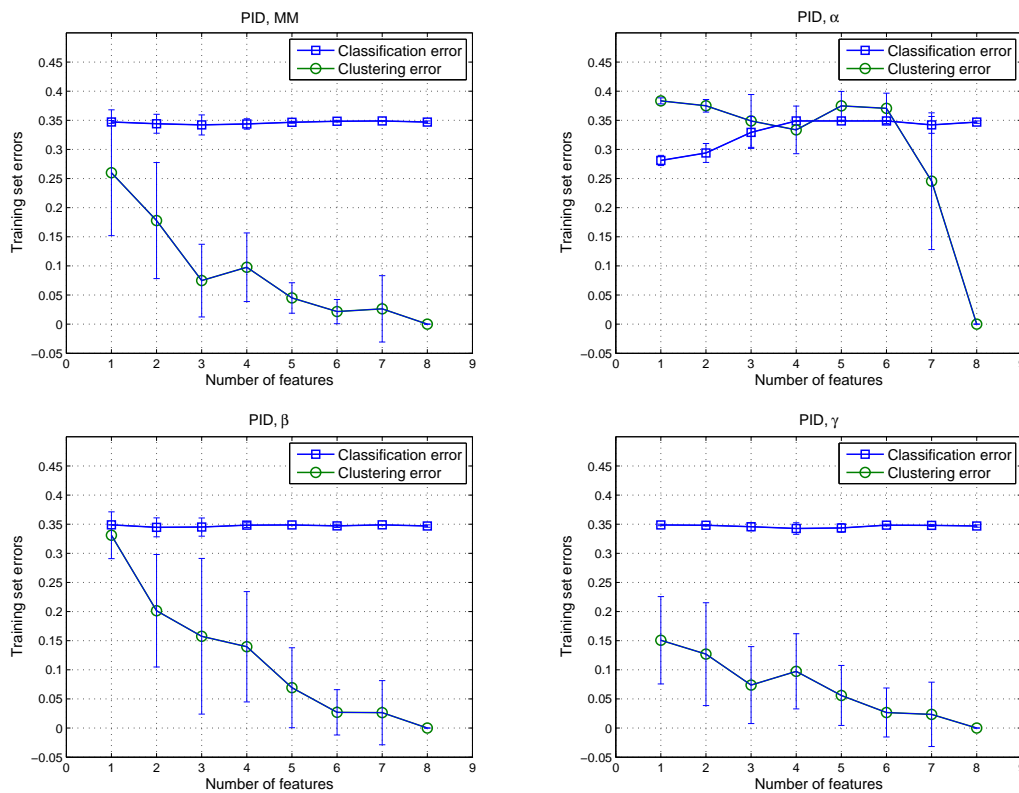 PID, MM
Training set errors
0.45
0.4
0.35
0.3
0.25
0.2
0.15
0.1
0.05
0
−0.05
Classification error
Clustering error
0 1 2 3 4 5 6 7 8 9
Number of features
PID, α
Training set errors
0.45
0.4
0.35
0.3
0.25
0.2
0.15
0.1
0.05
0
−0.05
Classification error
Clustering error
0 1 2 3 4 5 6 7 8 9
Number of features
PID, β
Training set errors
0.45
0.4
0.35
0.3
0.25
0.2
0.15
0.1
0.05
0
−0.05
Classification error
Clustering error
0 1 2 3 4 5 6 7 8 9
Number of features
PID, γ
Training set errors
0.45
0.4
0.35
0.3
0.25
0.2
0.15
0.1
0.05
0
−0.05
Classification error
Clustering error
0 1 2 3 4 5 6 7 8 9
Number of features